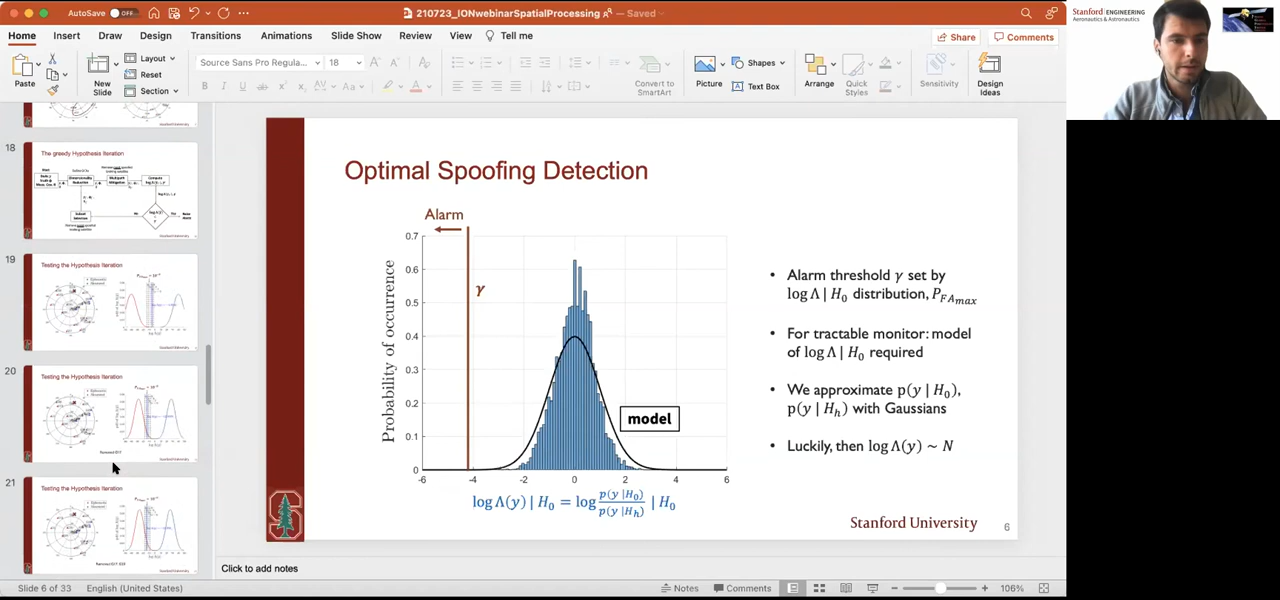 AutoSave OFF
210723_IONwebinarSpatialProcessing — Saved
Home Insert Draw Design Transitions Animations Slide Show Review View Tell me
Share Comments
Paste
New
Slide
Layout
Reset
Section
Source Sans Pro Regula... 18
Convert to
SmartArt
Picture
Shapes
Text Box
Arrange
Quick
Styles
Sensitivity
Design
Ideas
Stanford | ENGINEERING
Aeronautics & Astronautics
18
The greedy Hypothesis Iteration
19
Testing the Hypothesis Iteration
20
Testing the Hypothesis Iteration
21
Testing the Hypothesis Iteration
Optimal Spoofing Detection
Alarm
γ
Probability of occurrence
0.7
0.6
0.5
0.4
0.3
0.2
0.1
0
-6 -4 -2 0 2 4 6
model
log Λ(y) | H₀ = log p(y |H₀) / p(y |Hₕ) | H₀
• Alarm threshold γ set by
log Λ | H₀ distribution, P_FAmax
• For tractable monitor: model
of log Λ | H₀ required
• We approximate p(y | H₀),
p(y | Hₕ) with Gaussians
• Luckily, then log Λ(y) ~ N
Stanford University 6
Click to add notes
Slide 6 of 33 English (United States) Notes Comments 106%